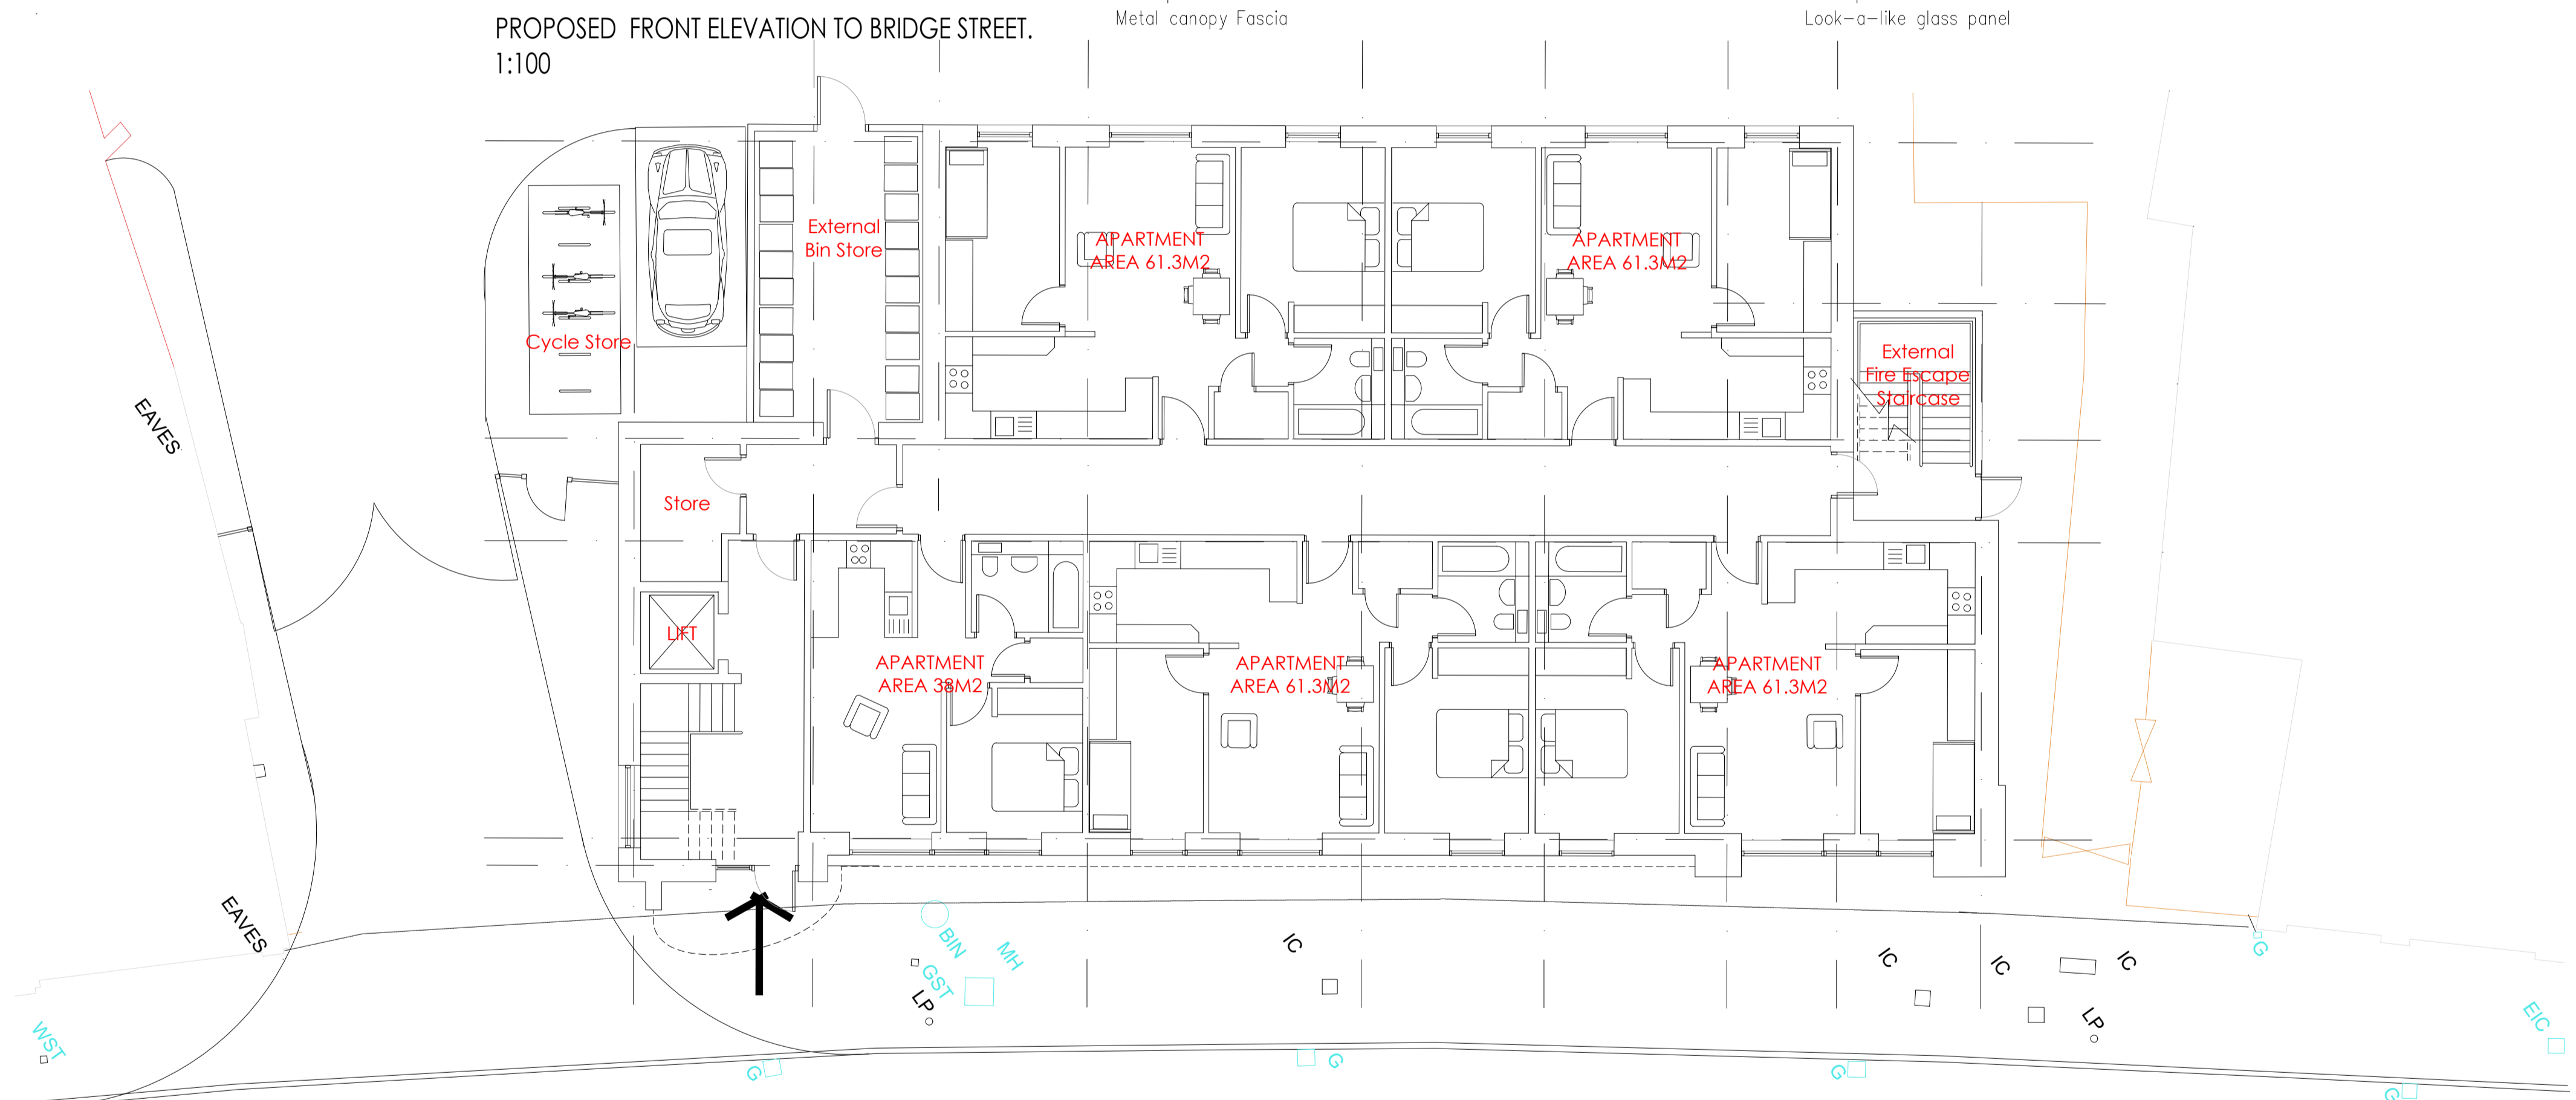 PROPOSED  FRONT ELEVATION TO BRIDGE STREET.
1:100
Metal canopy Fascia
Look-a-like glass panel
External
Bin Store
APARTMENT
AREA 61.3M2
APARTMENT
AREA 61.3M2
Cycle Store
External
Fire Escape
Staircase
EAVES
Store
LIFT
APARTMENT
AREA 38M2
APARTMENT
AREA 61.3M2
APARTMENT
AREA 61.3M2
EAVES
BIN
MH
GST
LP
IC
IC
IC
IC
LP
G
EIC
WST
G
G
G
G